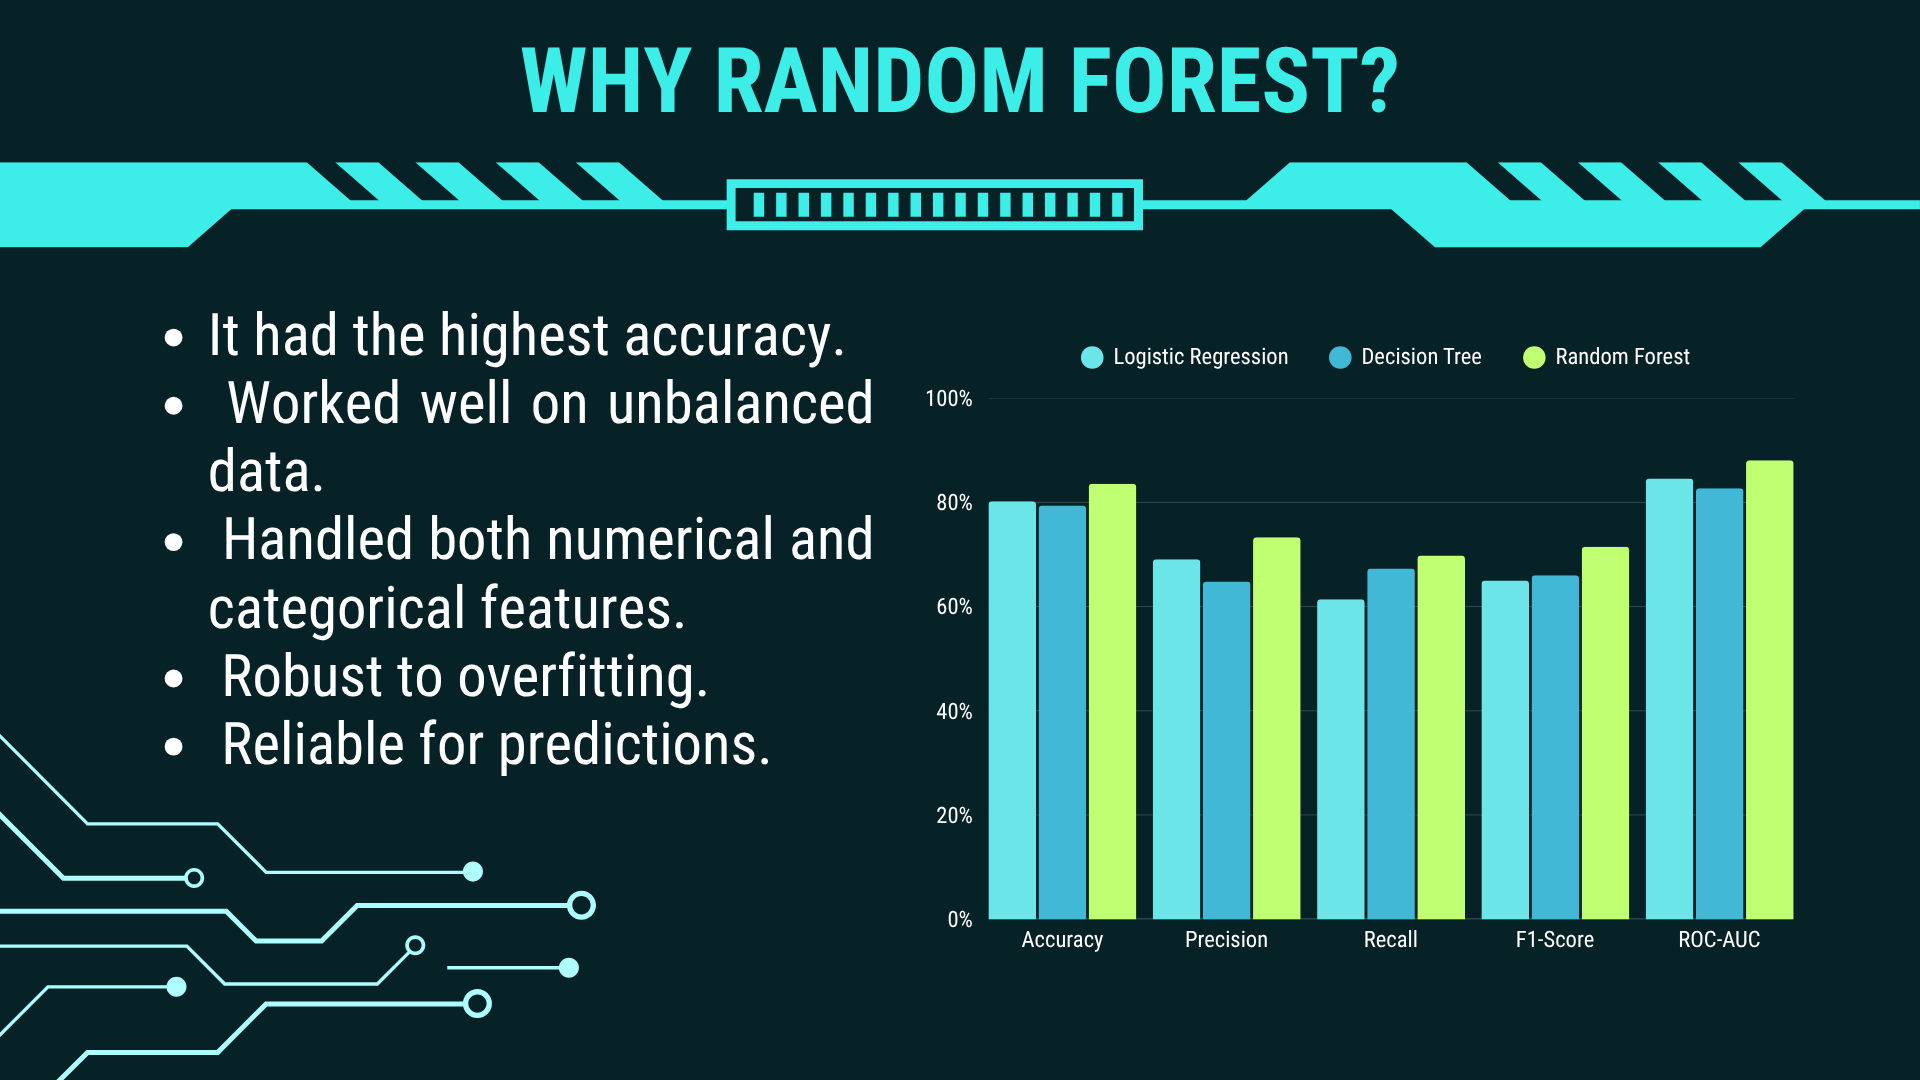 WHY RANDOM FOREST?
• It had the highest accuracy.
• Worked well on unbalanced
data.
• Handled both numerical and
categorical features.
• Robust to overfitting.
• Reliable for predictions.
Logistic Regression Decision Tree Random Forest
100%
80%
60%
40%
20%
0%
Accuracy Precision Recall F1-Score ROC-AUC